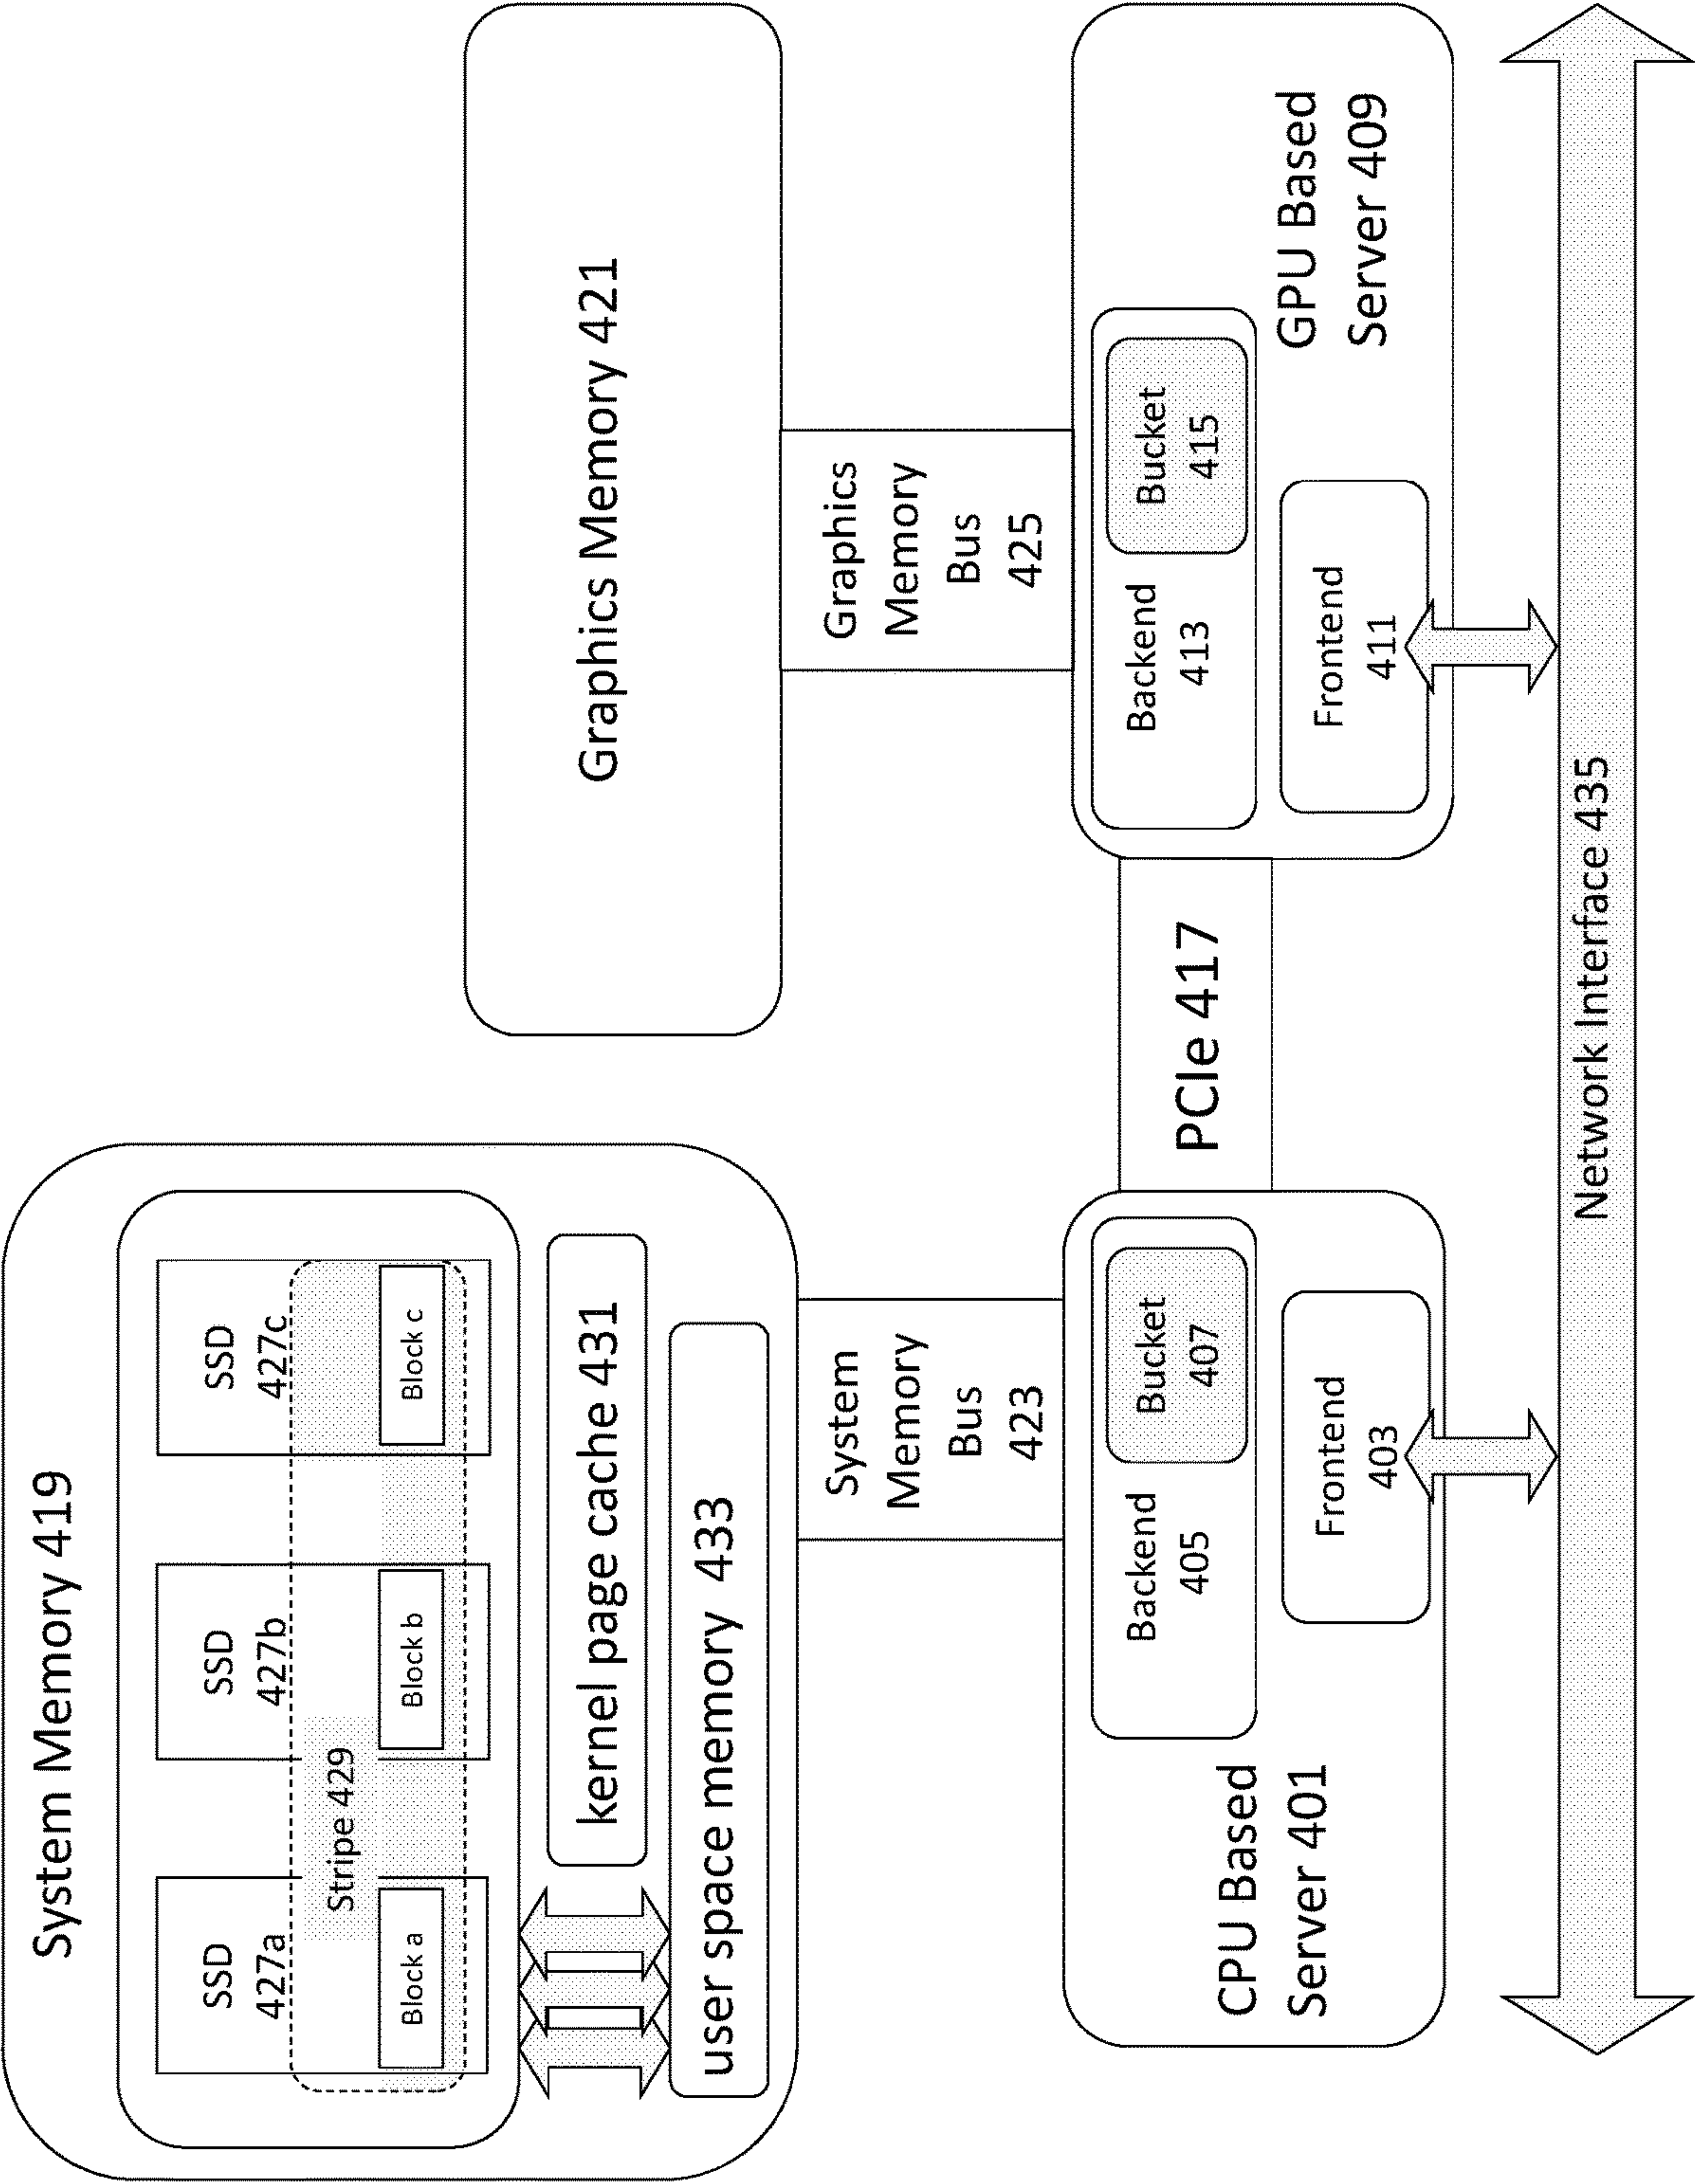 System Memory 419
SSD
427a
SSD
427b
SSD
427c
Stripe 429
Block a
Block b
Block c
kernel page cache 431
user space memory 433
Graphics Memory 421
System
Memory
Bus
423
Graphics
Memory
Bus
425
CPU Based
Server 401
Backend
405
Bucket
407
Frontend
403
PCIe 417
Backend
413
Bucket
415
Frontend
411
GPU Based
Server 409
Network Interface 435